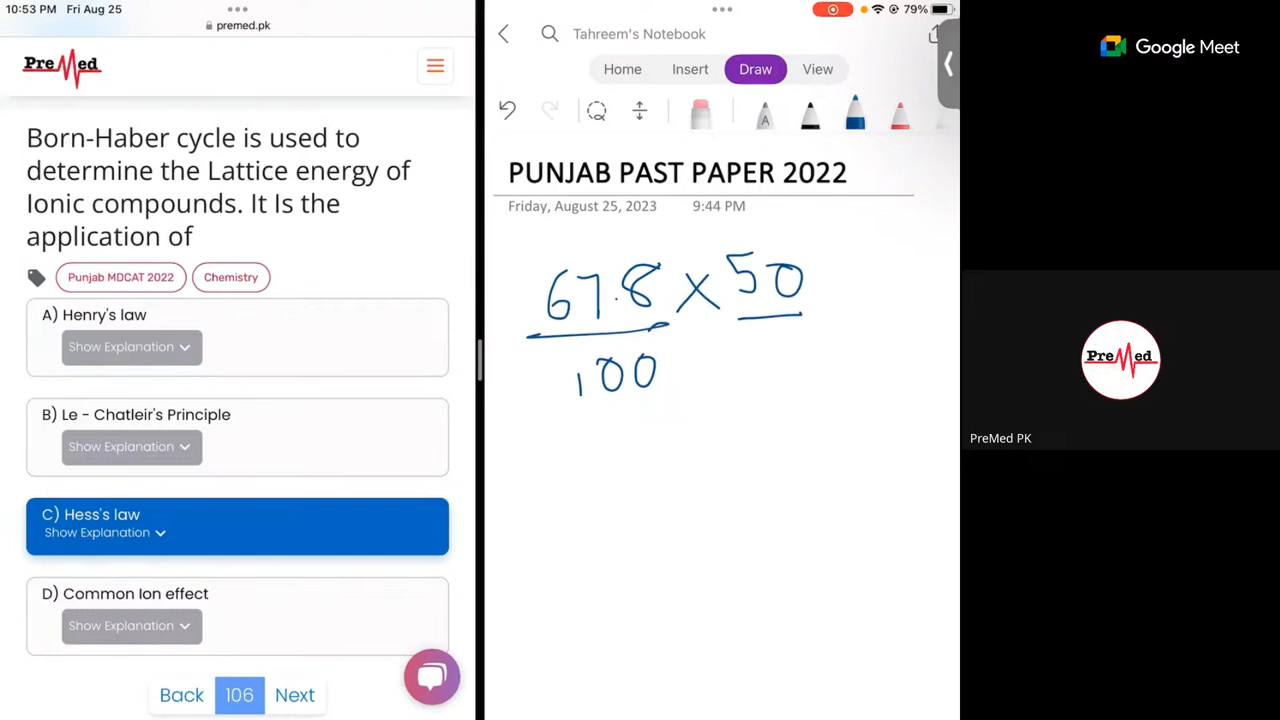 10:53 PM Fri Aug 25
premed.pk
PreMed
Born-Haber cycle is used to
determine the Lattice energy of
Ionic compounds. It Is the
application of
Punjab MDCAT 2022
Chemistry
A) Henry's law
Show Explanation
B) Le - Chatleir's Principle
Show Explanation
C) Hess's law
Show Explanation
D) Common Ion effect
Show Explanation
Back 106 Next
79%
Tahreem's Notebook
Home Insert Draw View
A
PUNJAB PAST PAPER 2022
Friday, August 25, 2023 9:44 PM
67.8 × 50
100
Google Meet
PreMed
PreMed PK